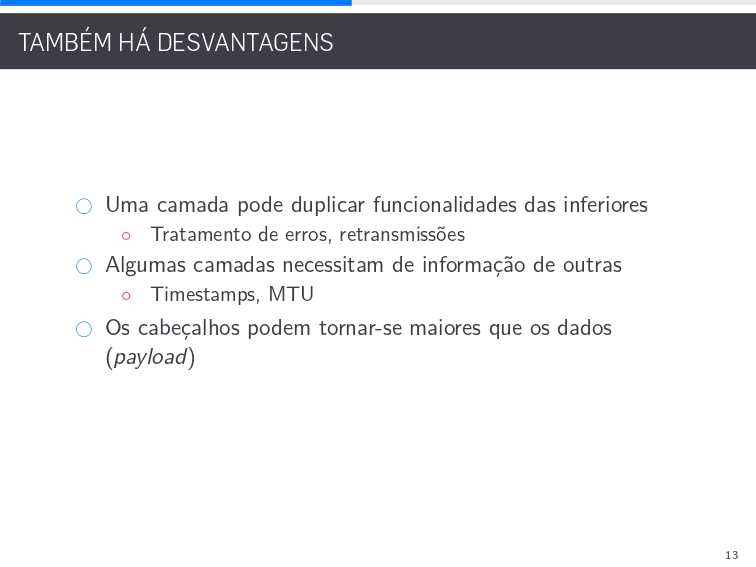 TAMBÉM HÁ DESVANTAGENS
Uma camada pode duplicar funcionalidades das inferiores
Tratamento de erros, retransmissões
Algumas camadas necessitam de informação de outras
Timestamps, MTU
Os cabeçalhos podem tornar-se maiores que os dados
(payload)
13